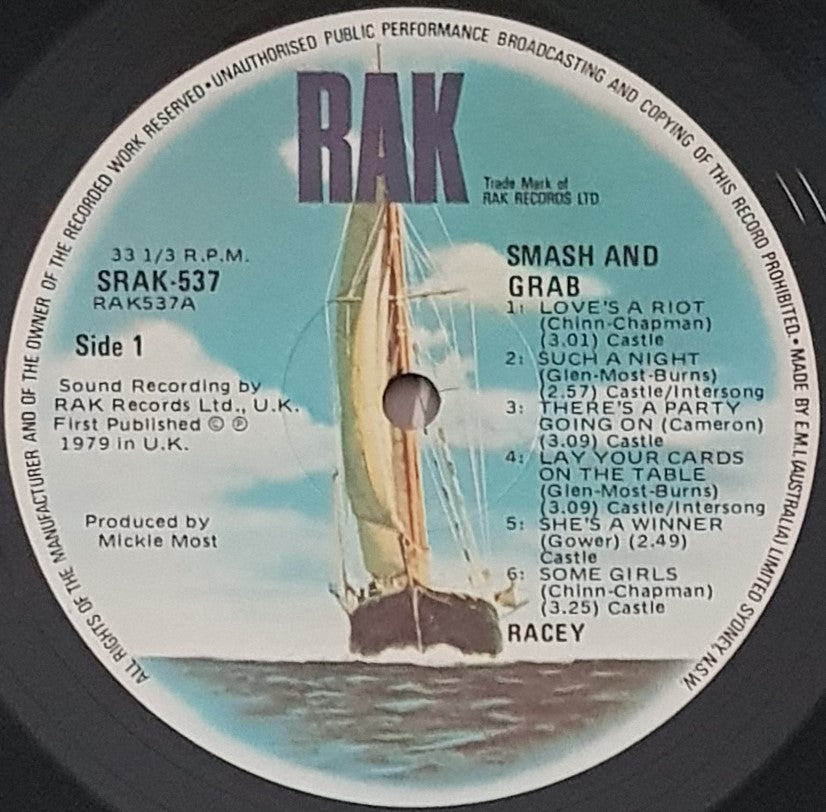 ALL RIGHTS OF THE MANUFACTURER AND OF THE OWNER OF THE RECORDED WORK RESERVED • UNAUTHORISED PUBLIC PERFORMANCE BROADCASTING AND COPYING OF THIS RECORD PROHIBITED. • MADE BY E.M.I. (AUSTRALIA) LIMITED SYDNEY, N.S.W.
RAK
Trade Mark of
RAK RECORDS LTD
33 1/3 R.P.M.
SRAK-537
RAK537A
Side 1
Sound Recording by
RAK Records Ltd., U.K.
First Published © ℗
1979 in U.K.
Produced by
Mickie Most
SMASH AND
GRAB
1: LOVE'S A RIOT
(Chinn-Chapman)
(3.01) Castle
2: SUCH A NIGHT
(Glen-Most-Burns)
(2.57) Castle/Intersong
3: THERE'S A PARTY
GOING ON (Cameron)
(3.09) Castle
4: LAY YOUR CARDS
ON THE TABLE
(Glen-Most-Burns)
(3.09) Castle/Intersong
5: SHE'S A WINNER
(Gower) (2.49)
Castle
6: SOME GIRLS
(Chinn-Chapman)
(3.25) Castle
RACEY